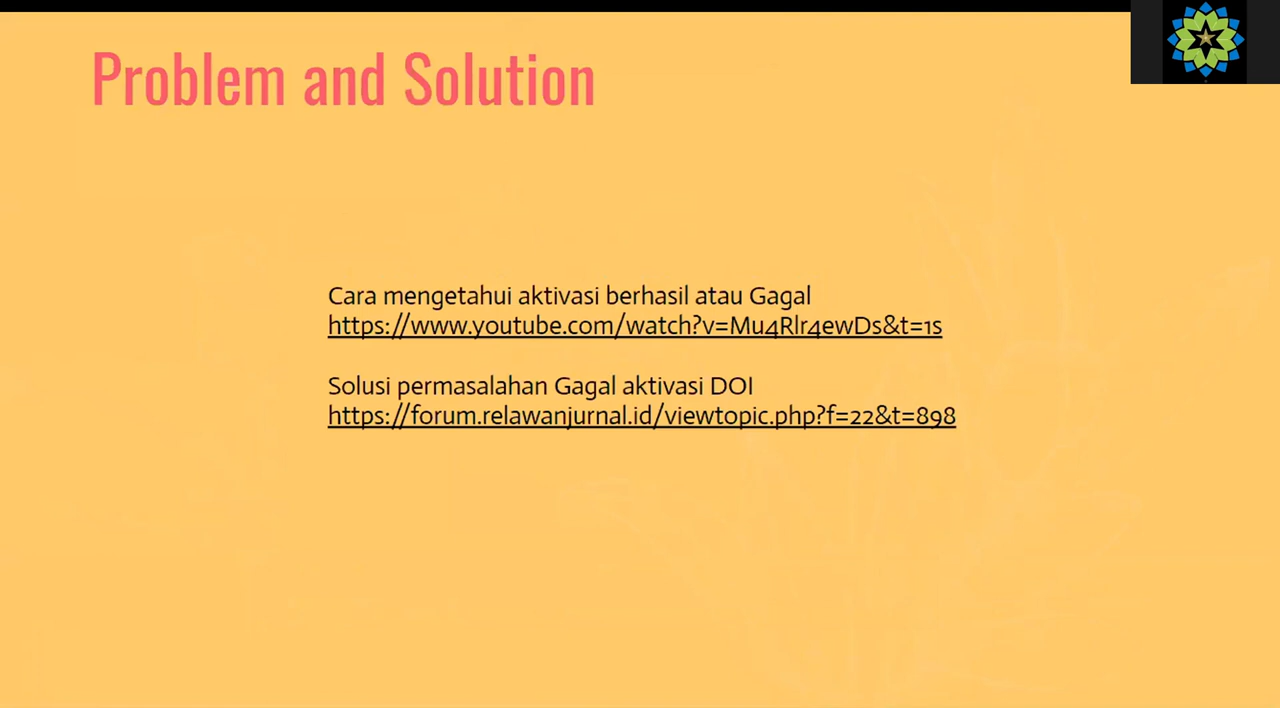 Problem and Solution
Cara mengetahui aktivasi berhasil atau Gagal
https://www.youtube.com/watch?v=Mu4Rlr4ewDs&t=1s
Solusi permasalahan Gagal aktivasi DOI
https://forum.relawanjurnal.id/viewtopic.php?f=22&t=898